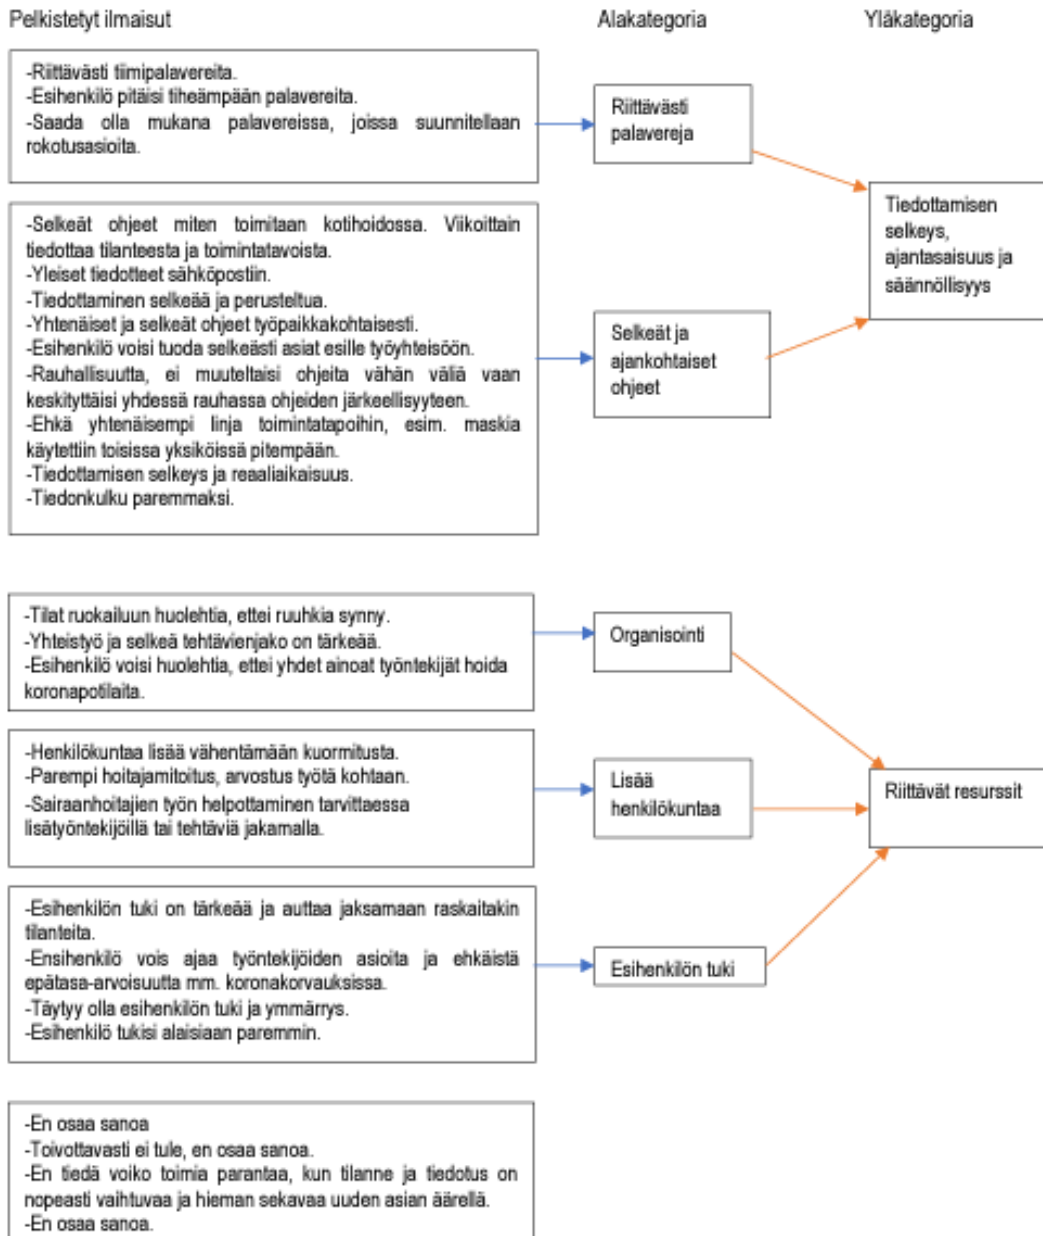 Pelkistetyt ilmaisut
Alakategoria
Yläkategoria
-Riittävästi tiimipalavereita.
-Esihenkilö pitäisi tiheämpään palavereita.
-Saada olla mukana palavereissa, joissa suunnitellaan
rokotusasioita.
Riittävästi
palavereja
-Selkeät ohjeet miten toimitaan kotihoidossa. Viikoittain
tiedottaa tilanteesta ja toimintatavoista.
-Yleiset tiedotteet sähköpostiin.
-Tiedottaminen selkeää ja perusteltua.
-Yhtenäiset ja selkeät ohjeet työpaikkakohtaisesti.
-Esihenkilö voisi tuoda selkeästi asiat esille työyhteisöön.
-Rauhallisuutta, ei muuteltaisi ohjeita vähän väliä vaan
keskityttäisi yhdessä rauhassa ohjeiden järkeellisyyteen.
-Ehkä yhtenäisempi linja toimintatapoihin, esim. maskia
käytettiin toisissa yksiköissä pitempään.
-Tiedottamisen selkeys ja reaaliaikaisuus.
-Tiedonkulku paremmaksi.
Selkeät ja
ajankohtaiset
ohjeet
Tiedottamisen
selkeys,
ajantasaisuus ja
säännöllisyys
-Tilat ruokailuun huolehtia, ettei ruuhkia synny.
-Yhteistyö ja selkeä tehtävienjako on tärkeää.
-Esihenkilö voisi huolehtia, ettei yhdet ainoat työntekijät hoida
koronapotilaita.
Organisointi
-Henkilökuntaa lisää vähentämään kuormitusta.
-Parempi hoitajamitoitus, arvostus työtä kohtaan.
-Sairaanhoitajien työn helpottaminen tarvittaessa
lisätyöntekijöillä tai tehtäviä jakamalla.
Lisää
henkilökuntaa
Riittävät resurssit
-Esihenkilön tuki on tärkeää ja auttaa jaksamaan raskaitakin
tilanteita.
-Ensihenkilö vois ajaa työntekijöiden asioita ja ehkäistä
epätasa-arvoisuutta mm. koronakorvauksissa.
-Täytyy olla esihenkilön tuki ja ymmärrys.
-Esihenkilö tukisi alaisiaan paremmin.
Esihenkilön tuki
-En osaa sanoa
-Toivottavasti ei tule, en osaa sanoa.
-En tiedä voiko toimia parantaa, kun tilanne ja tiedotus on
nopeasti vaihtuvaa ja hieman sekavaa uuden asian äärellä.
-En osaa sanoa.